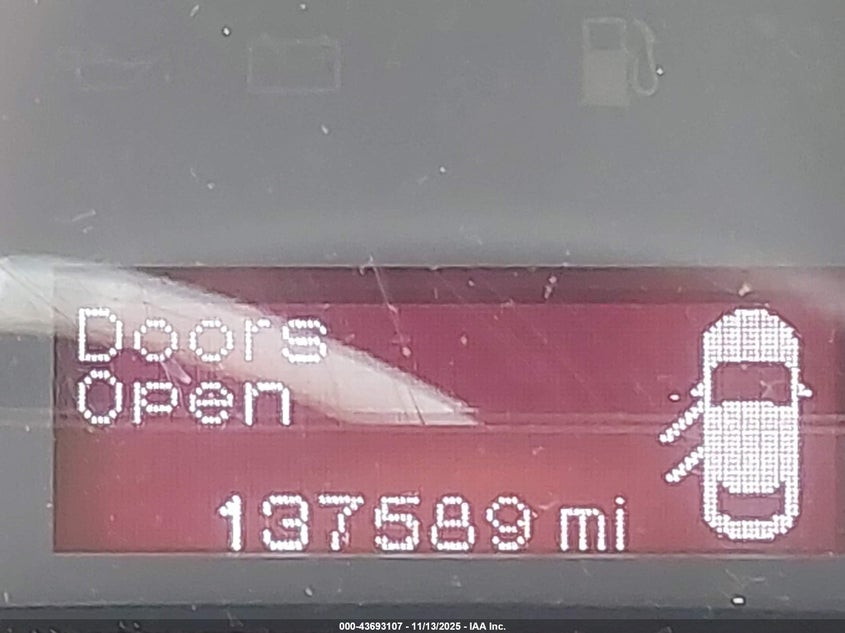 Doors
Open
137589 mi
000-43693107 - 11/13/2025 - IAA Inc.